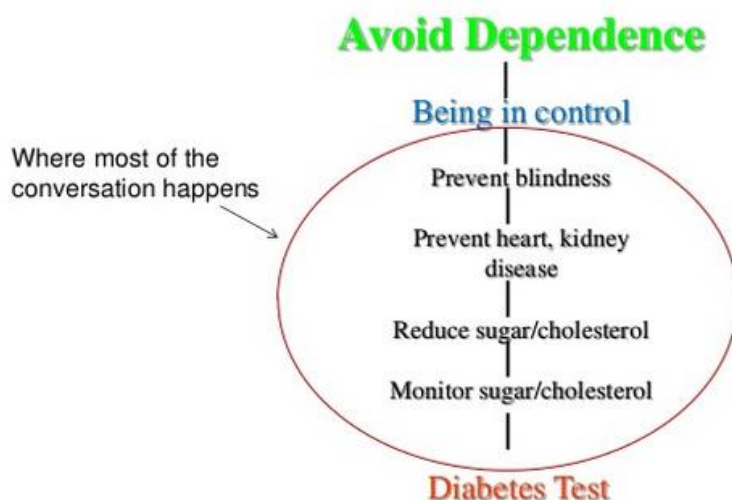 Avoid Dependence
Being in control
Where most of the
conversation happens
Prevent blindness
Prevent heart, kidney
disease
Reduce sugar/cholesterol
Monitor sugar/cholesterol
Diabetes Test